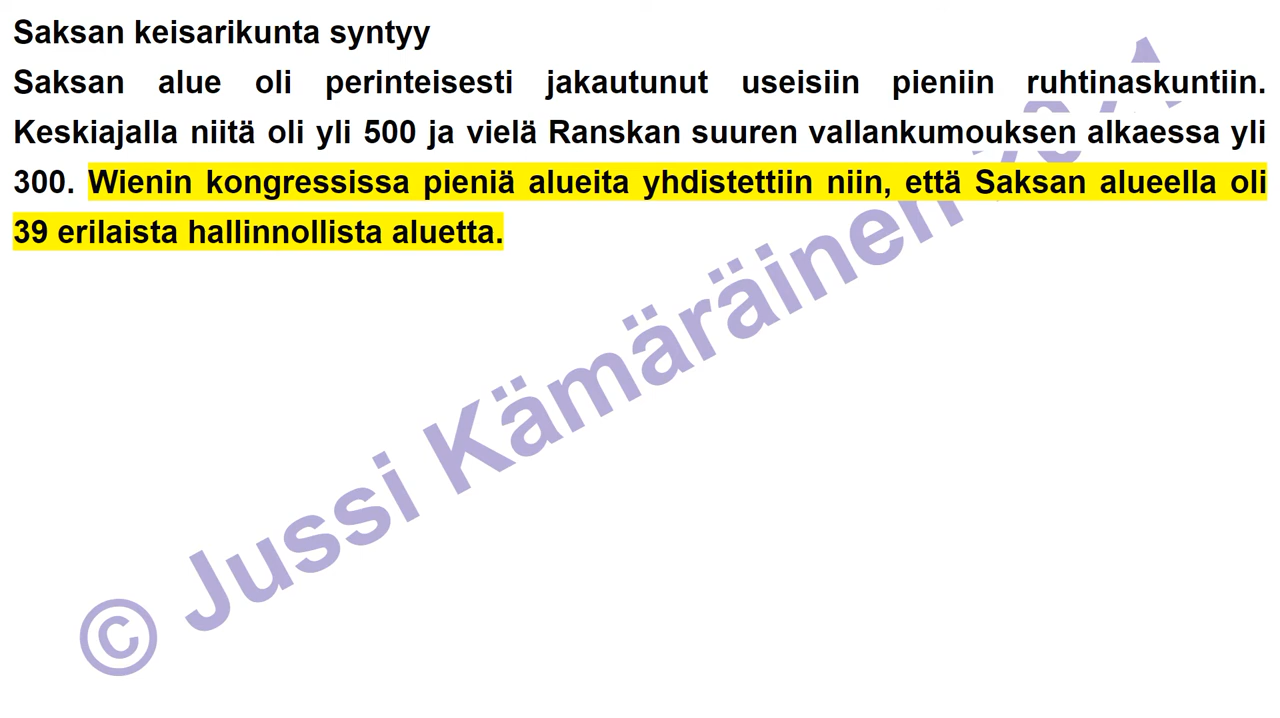 Saksan keisarikunta syntyy
Saksan alue oli perinteisesti jakautunut useisiin pieniin ruhtinaskuntiin.
Keskiajalla niitä oli yli 500 ja vielä Ranskan suuren vallankumouksen alkaessa yli
300. Wienin kongressissa pieniä alueita yhdistettiin niin, että Saksan alueella oli
39 erilaista hallinnollista aluetta.
© Jussi Kämäräinen